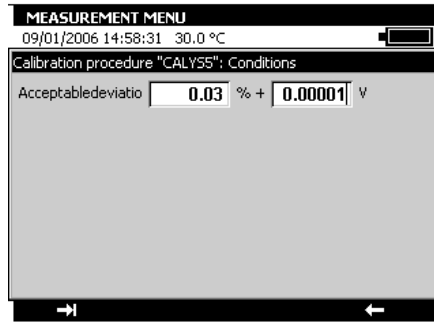 MEASUREMENT MENU
09/01/2006 14:58:31 30.0 °C
Calibration procedure "CALYS5": Conditions
Acceptabledeviatio 0.03 % + 0.00001 V